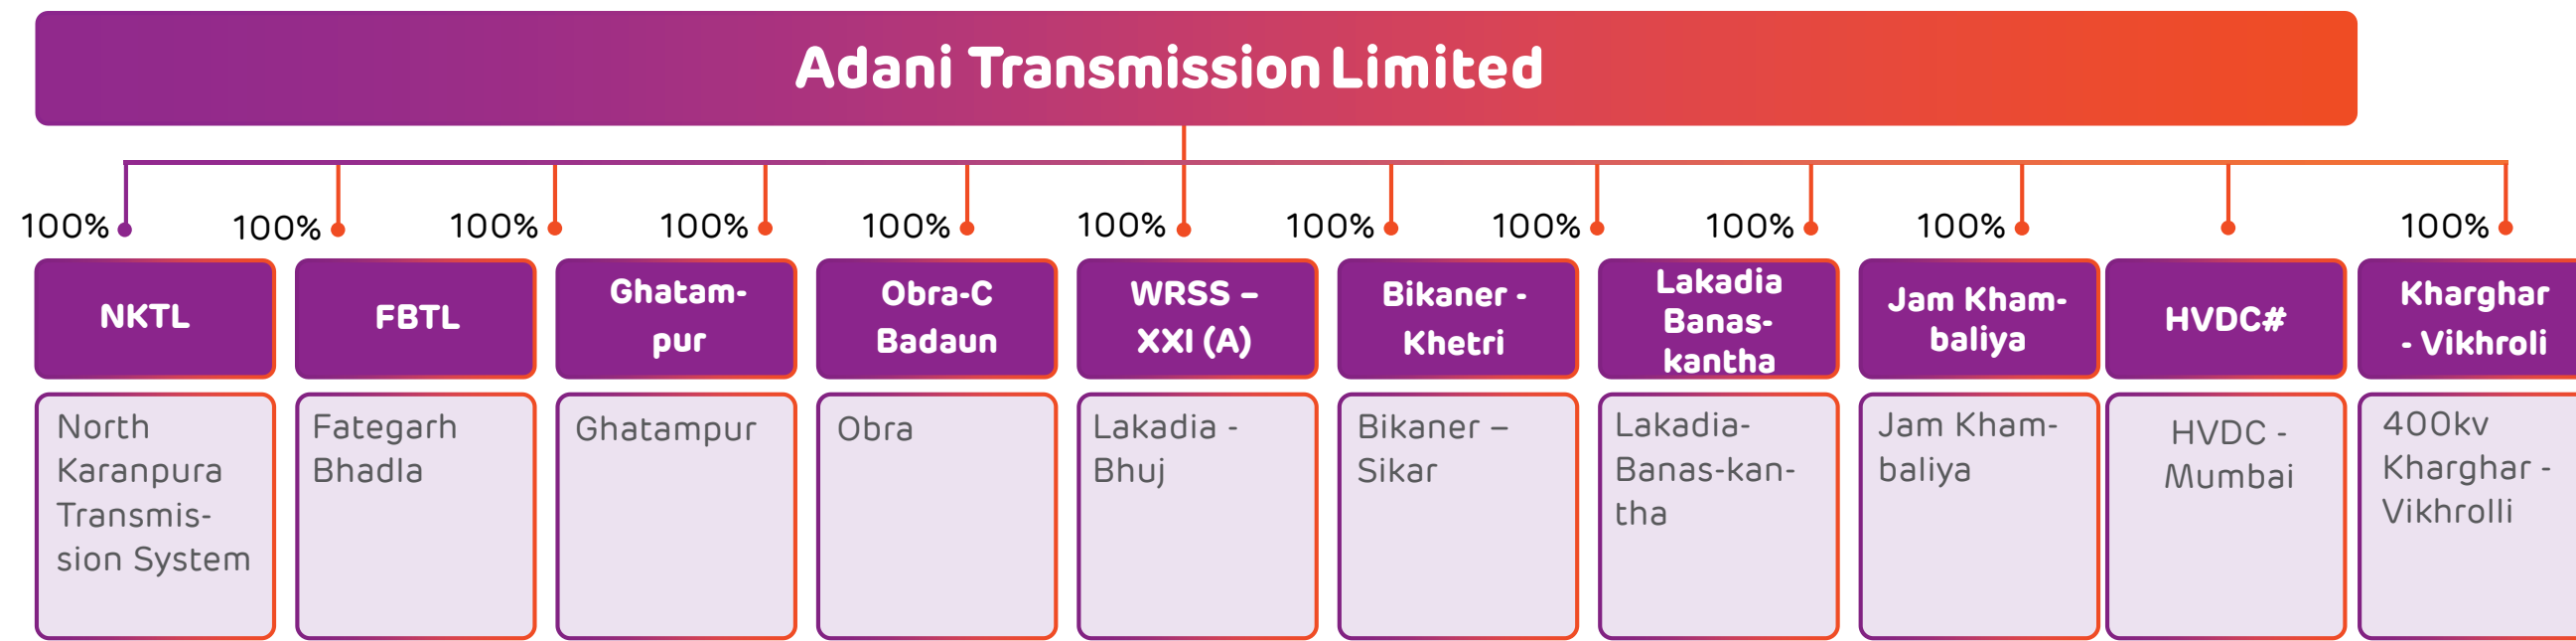 Adani Transmission Limited
100%
100%
100%
100%
100%
100%
100%
100%
100%
100%
100%
NKTL
FBTL
Ghatam-
pur
Obra-C
Badaun
WRSS –
XXI (A)
Bikaner -
Khetri
Lakadia
Banas-
kantha
Jam Kham-
baliya
HVDC#
Kharghar
- Vikhroli
North
Karanpura
Transmis-
sion System
Fategarh
Bhadla
Ghatampur
Obra
Lakadia -
Bhuj
Bikaner –
Sikar
Lakadia-
Banas-kan-
tha
Jam Kham-
baliya
HVDC -
Mumbai
400kv
Kharghar -
Vikhrolli